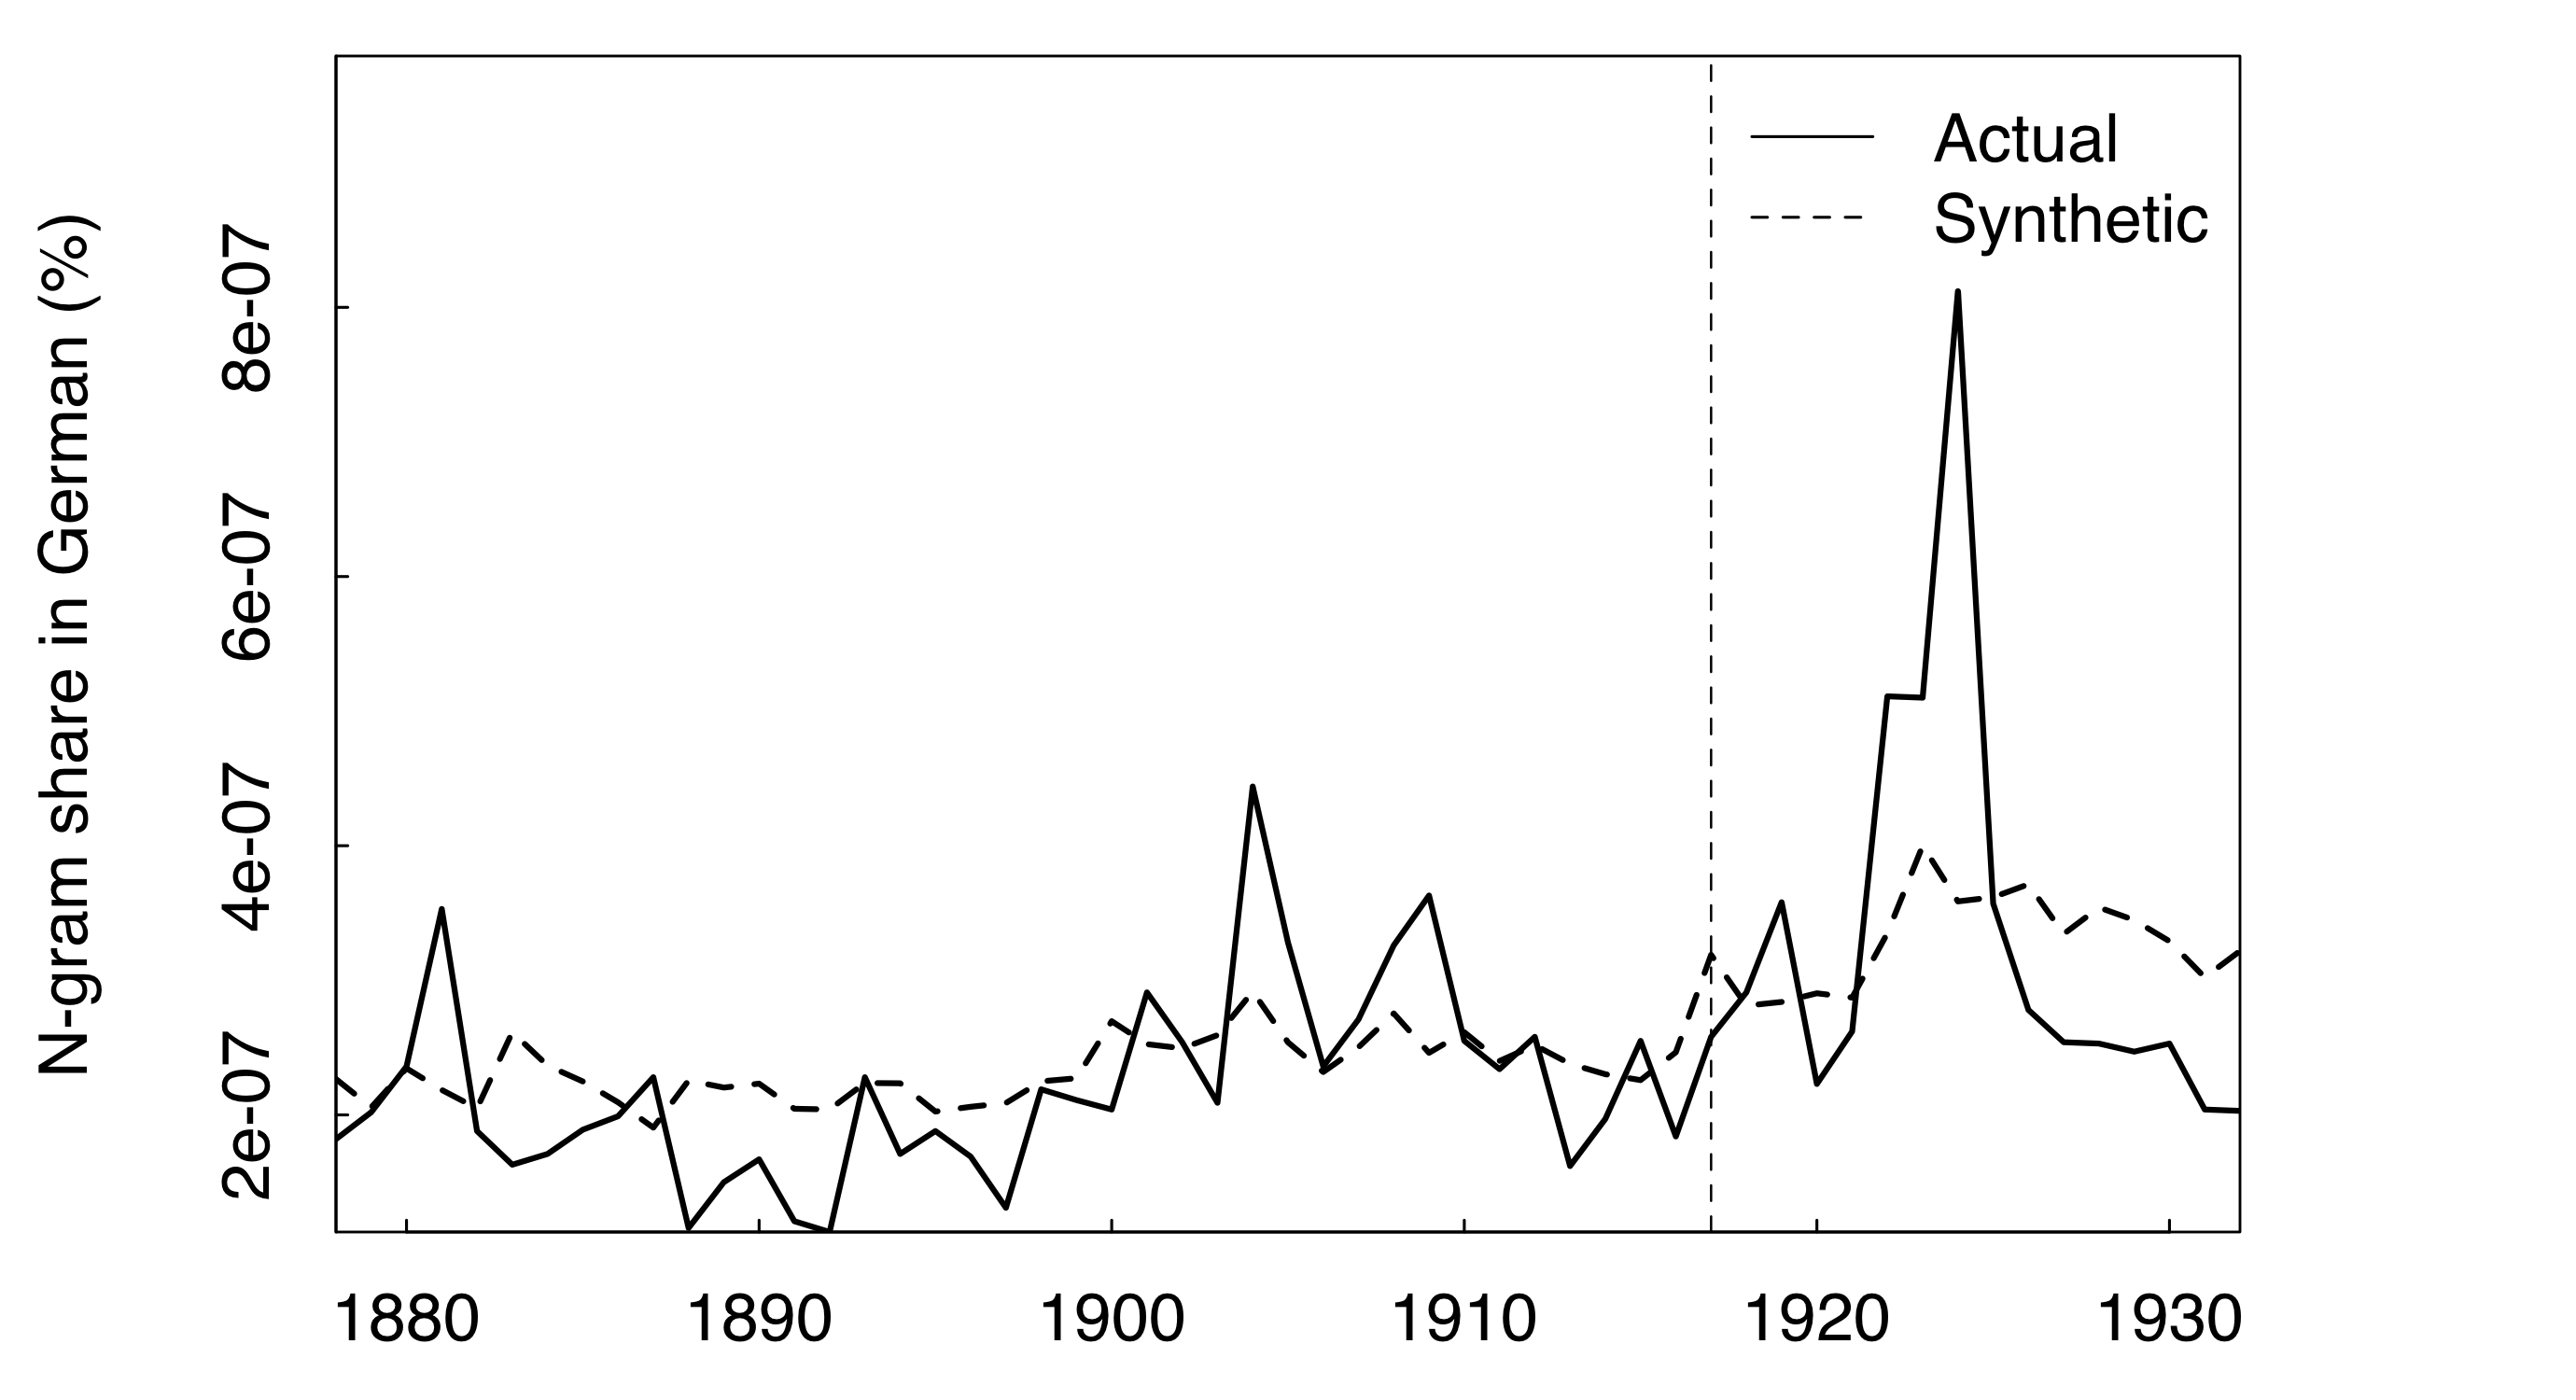 N-gram share in German (%)
8e-07
6e-07
4e-07
2e-07
Actual
Synthetic
1880 1890 1900 1910 1920 1930